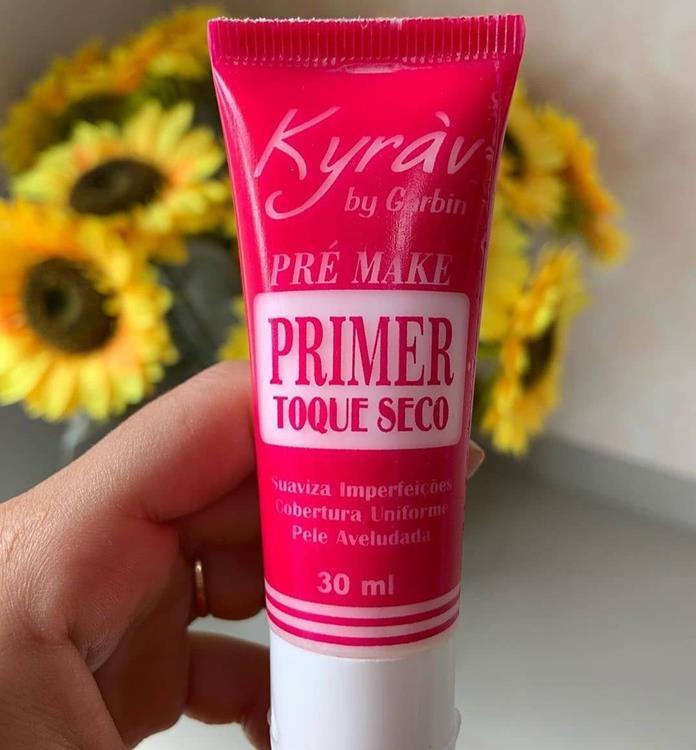 Kyràv
by Garbin
PRÉ MAKE
PRIMER
TOQUE SECO
Suaviza Imperfeições
Cobertura Uniforme
Pele Aveludada
30 ml